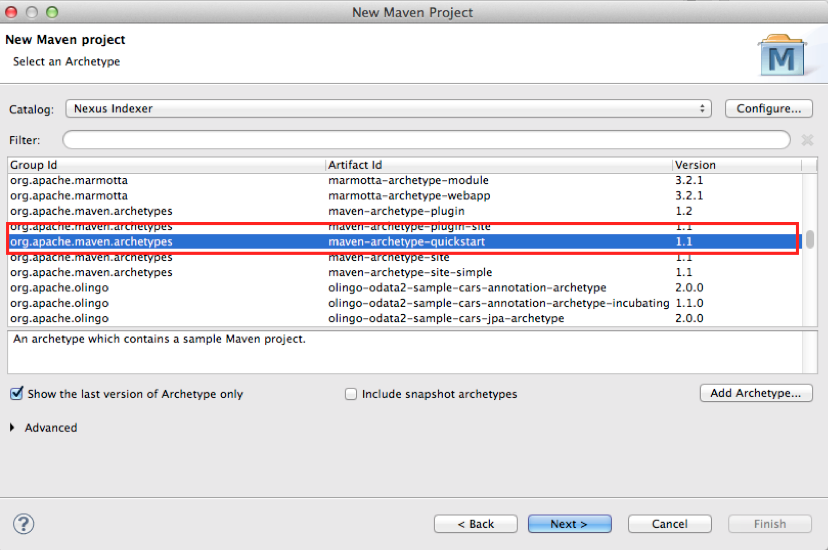 New Maven Project
New Maven project
Select an Archetype
M
Catalog: Nexus Indexer Configure...
Filter:
Group Id Artifact Id Version
org.apache.marmotta marmotta-archetype-module 3.2.1
org.apache.marmotta marmotta-archetype-webapp 3.2.1
org.apache.maven.archetypes maven-archetype-plugin 1.2
org.apache.maven.archetypes maven-archetype-plugin-site 1.1
org.apache.maven.archetypes maven-archetype-quickstart 1.1
org.apache.maven.archetypes maven-archetype-site 1.1
org.apache.maven.archetypes maven-archetype-site-simple 1.1
org.apache.olingo olingo-odata2-sample-cars-annotation-archetype 2.0.0
org.apache.olingo olingo-odata2-sample-cars-annotation-archetype-incubating 1.1.0
org.apache.olingo olingo-odata2-sample-cars-jpa-archetype 2.0.0
An archetype which contains a sample Maven project.
Show the last version of Archetype only Include snapshot archetypes Add Archetype...
Advanced
? < Back Next > Cancel Finish